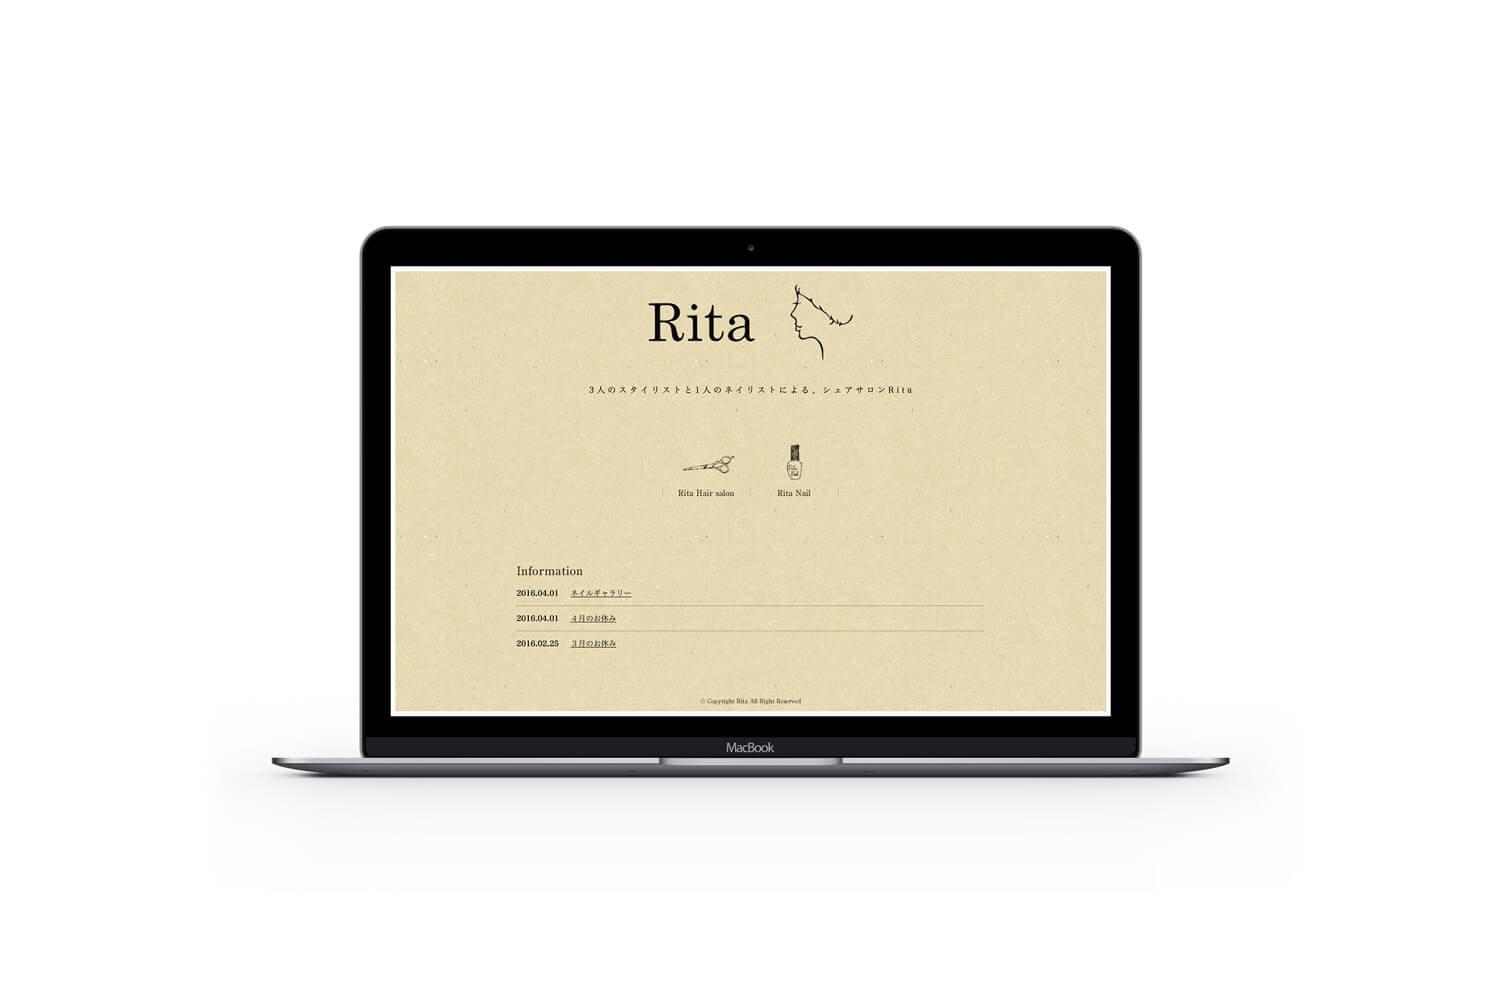 Rita
3人のスタイリストと1人のネイリストによる、シェアサロンRita
Rita Hair salon
Rita Nail
Information
2016.04.01 ネイルギャラリー
2016.04.01 4月のお休み
2016.02.25 3月のお休み
© Copyright Rita All Right Reserved
MacBook